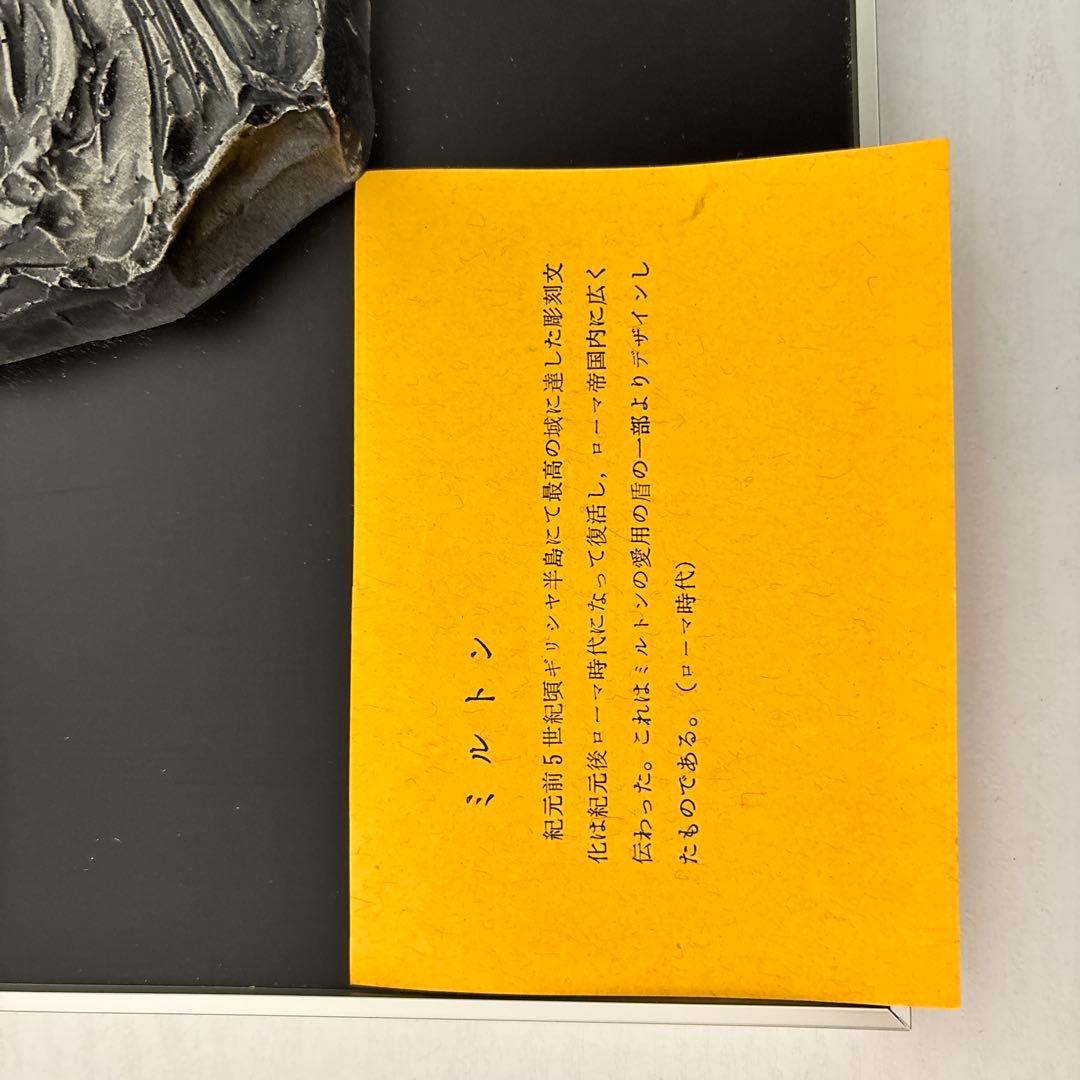 ミルトン
紀元前5世紀頃ギリシヤ半島にて最高の域に達した彫刻文
化は紀元後ローマ時代になって復活し，ローマ帝国内に広く
伝わった。これはミルトンの愛用の盾の一部よりデザインし
たものである。（ローマ時代）